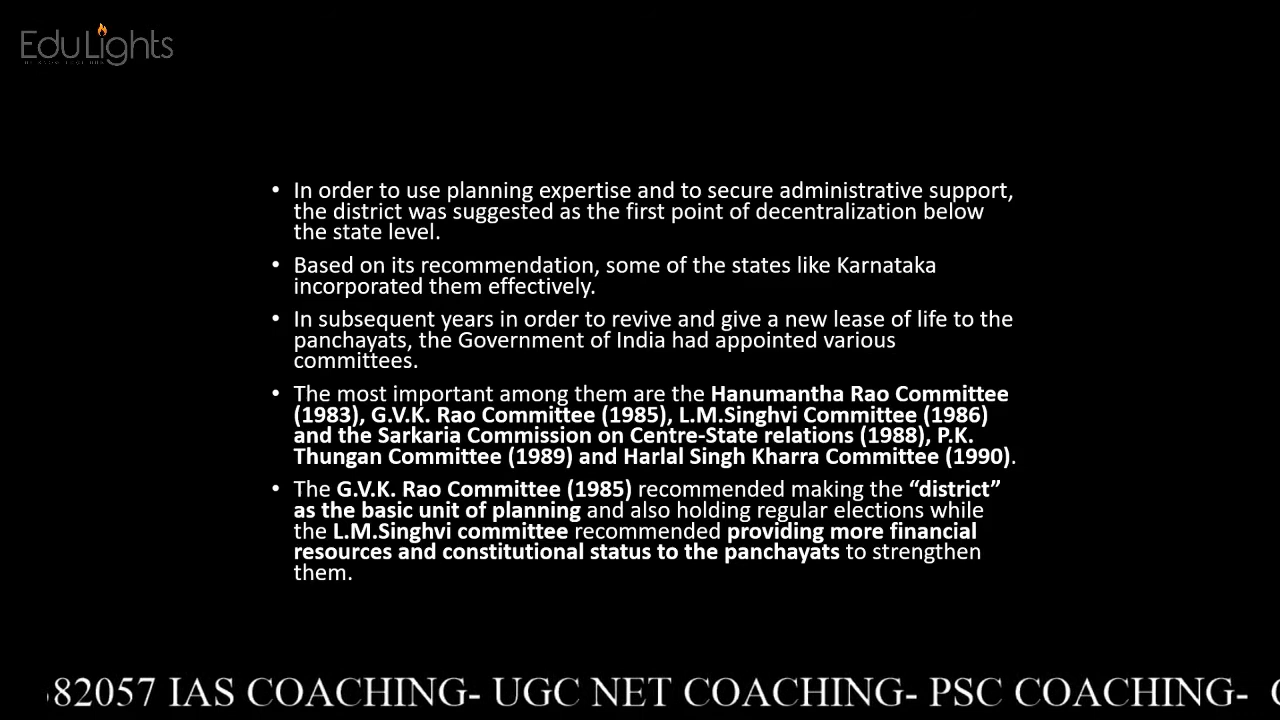 EduLights
• In order to use planning expertise and to secure administrative support,
the district was suggested as the first point of decentralization below
the state level.
• Based on its recommendation, some of the states like Karnataka
incorporated them effectively.
• In subsequent years in order to revive and give a new lease of life to the
panchayats, the Government of India had appointed various
committees.
• The most important among them are the Hanumantha Rao Committee
(1983), G.V.K. Rao Committee (1985), L.M.Singhvi Committee (1986)
and the Sarkaria Commission on Centre-State relations (1988), P.K.
Thungan Committee (1989) and Harlal Singh Kharra Committee (1990).
• The G.V.K. Rao Committee (1985) recommended making the “district”
as the basic unit of planning and also holding regular elections while
the L.M.Singhvi committee recommended providing more financial
resources and constitutional status to the panchayats to strengthen
them.
82057 IAS COACHING- UGC NET COACHING- PSC COACHING-